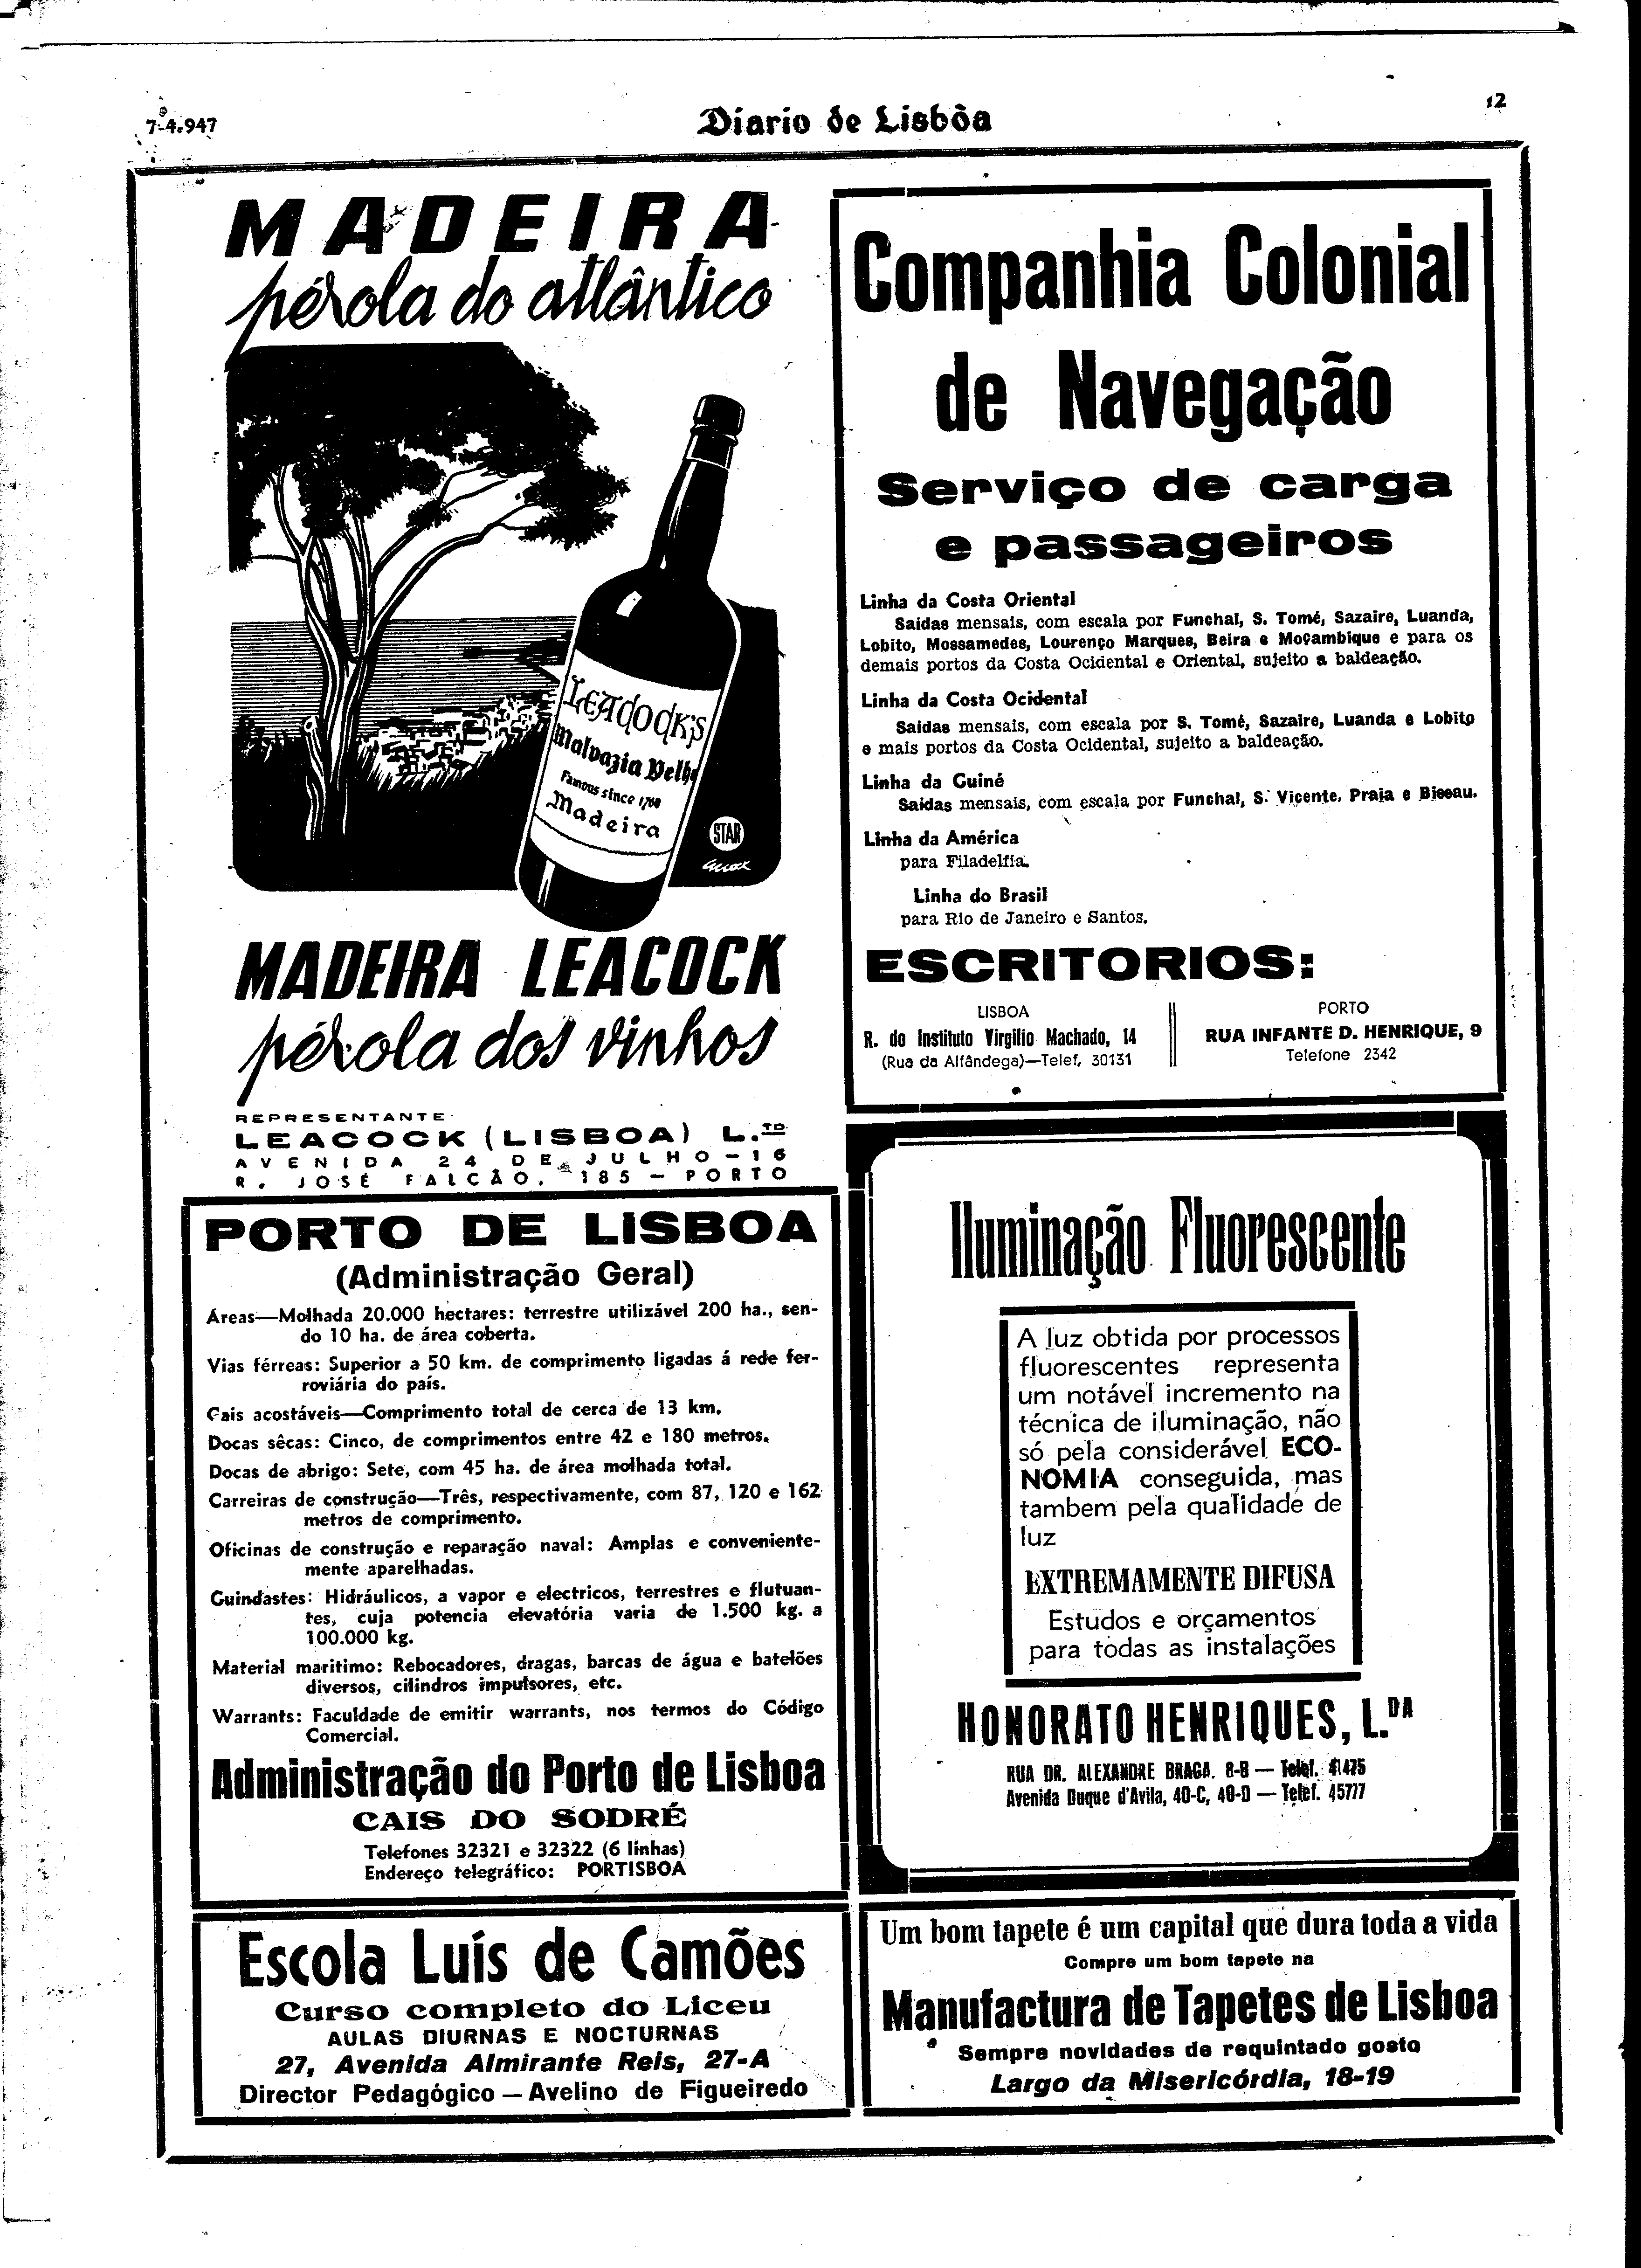 7-4-947
Diario de Lisbôa
12
MADEIRA
pérola do atlântico
LEACOCK'S
Malvazia Velha
Famous since 1760
Madeira
STAR
MADEIRA LEACOCK
pérola dos vinhos
REPRESENTANTE
LEACOCK (LISBOA) L.TD
AVENIDA 24 DE JULHO-16
R. JOSÉ FALCÃO, 185 - PORTO
Companhia Colonial
de Navegação
Serviço de carga
e passageiros
Linha da Costa Oriental
Saídas mensais, com escala por Funchal, S. Tomé, Sazaire, Luanda,
Lobito, Mossamedes, Lourenço Marques, Beira e Moçambique e para os
demais portos da Costa Ocidental e Oriental, sujeito a baldeação.
Linha da Costa Ocidental
Saidas mensais, com escala por S. Tomé, Sazaire, Luanda e Lobito
e mais portos da Costa Ocidental, sujeito a baldeação.
Linha da Guiné
Saídas mensais, com escala por Funchal, S. Vicente, Praia e Bissau.
Linha da América
para Filadelfia.
Linha do Brasil
para Rio de Janeiro e Santos.
ESCRITORIOS:
LISBOA
R. do Instituto Virgilio Machado, 14
(Rua da Alfândega)—Telef. 30131
PORTO
RUA INFANTE D. HENRIQUE, 9
Telefone 2342
PORTO DE LISBOA
(Administração Geral)
Áreas—Molhada 20.000 hectares: terrestre utilizável 200 ha., sen-
do 10 ha. de área coberta.
Vias férreas: Superior a 50 km. de comprimento ligadas á rede fer-
roviária do país.
Cais acostáveis—Comprimento total de cerca de 13 km.
Docas sêcas: Cinco, de comprimentos entre 42 e 180 metros.
Docas de abrigo: Sete, com 45 ha. de área molhada total.
Carreiras de construção—Três, respectivamente, com 87, 120 e 162
metros de comprimento.
Oficinas de construção e reparação naval: Amplas e conveniente-
mente aparelhadas.
Guindastes: Hidráulicos, a vapor e electricos, terrestres e flutuan-
tes, cuja potencia elevatória varia de 1.500 kg. a
100.000 kg.
Material maritimo: Rebocadores, dragas, barcas de água e batelões
diversos, cilindros impulsores, etc.
Warrants: Faculdade de emitir warrants, nos termos do Código
Comercial.
Administração do Porto de Lisboa
CAIS DO SODRÉ
Telefones 32321 e 32322 (6 linhas)
Endereço telegráfico: PORTISBOA
Iluminação Fluorescente
A luz obtida por processos
fluorescentes representa
um notável incremento na
técnica de iluminação, não
só pela considerável ECO-
NOMIA conseguida, mas
tambem pela qualidade de
luz
EXTREMAMENTE DIFUSA
Estudos e orçamentos
para todas as instalações
HONORATO HENRIQUES, L.DA
RUA DR. ALEXANDRE BRAGA, 8-B — Telef. 41475
Avenida Duque d'Avila, 40-C, 40-D — Telef. 45777
Escola Luís de Camões
Curso completo do Liceu
AULAS DIURNAS E NOCTURNAS
27, Avenida Almirante Reis, 27-A
Director Pedagógico — Avelino de Figueiredo
Um bom tapete é um capital que dura toda a vida
Compre um bom tapete na
Manufactura de Tapetes de Lisboa
Sempre novidades de requintado gosto
Largo da Misericórdia, 18-19